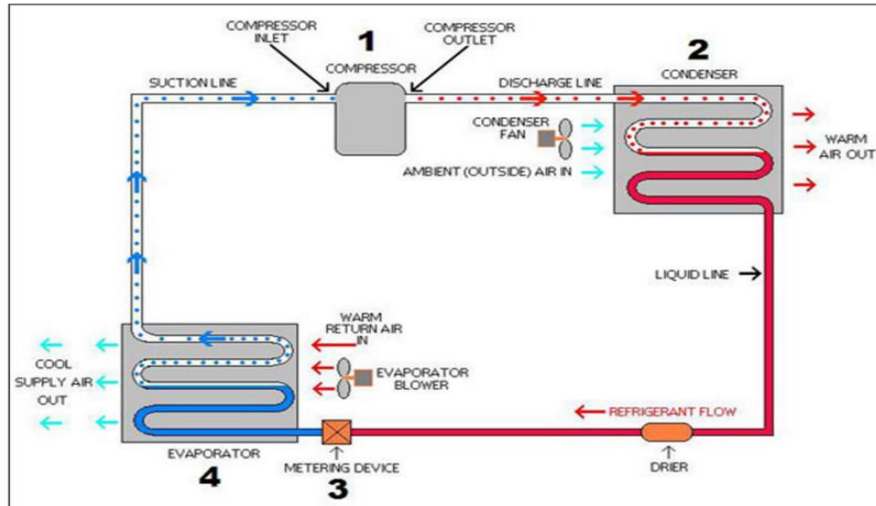 COMPRESSOR
INLET
1
COMPRESSOR
COMPRESSOR
OUTLET
2
CONDENSER
SUCTION LINE
DISCHARGE LINE
CONDENSER
FAN
AMBIENT (OUTSIDE) AIR IN
WARM
AIR OUT
LIQUID LINE
WARM
RETURN AIR
IN
COOL
SUPPLY AIR
OUT
EVAPORATOR
BLOWER
REFRIGERANT FLOW
EVAPORATOR
4
METERING DEVICE
3
DRIER